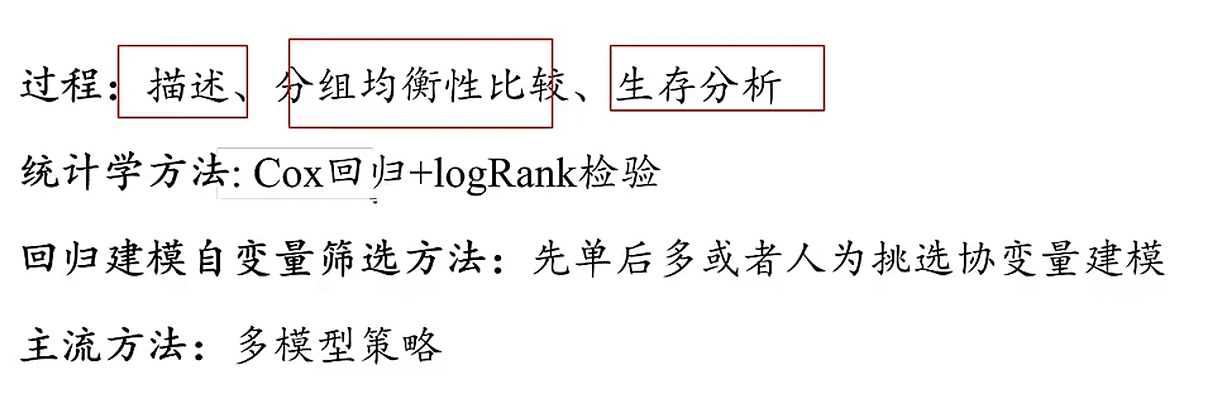 过程：描述、分组均衡性比较、生存分析
统计学方法: Cox回归+logRank检验
回归建模自变量筛选方法：先单后多或者人为挑选协变量建模
主流方法：多模型策略